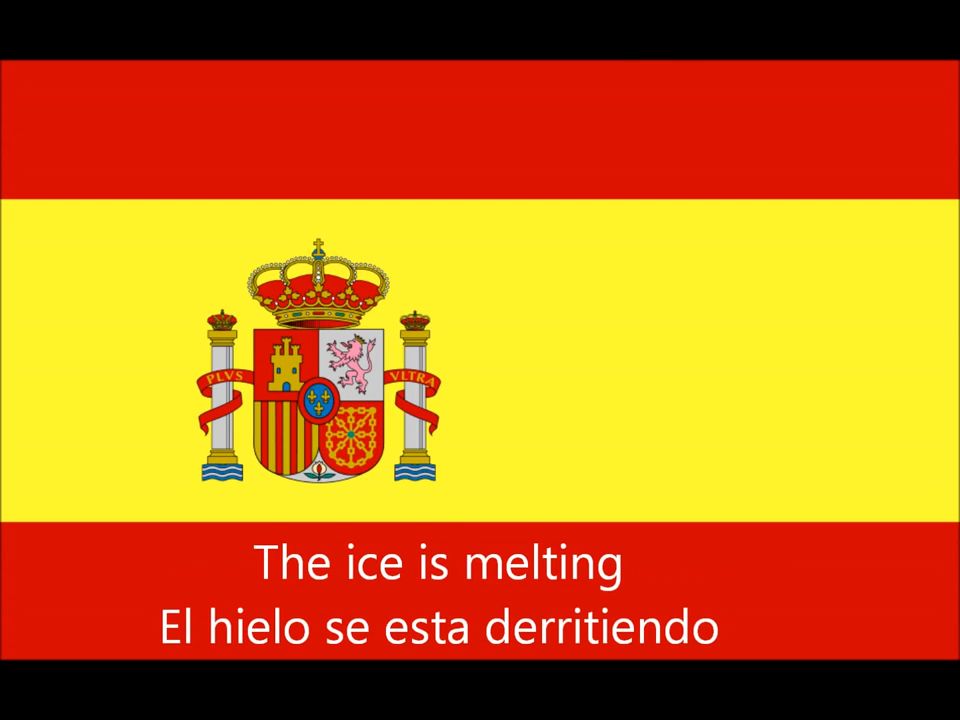 PLVS VLTRA
The ice is melting
El hielo se esta derritiendo